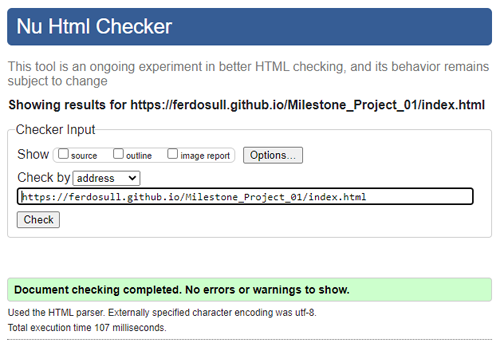 Nu Html Checker
This tool is an ongoing experiment in better HTML checking, and its behavior remains
subject to change
Showing results for https://ferdosull.github.io/Milestone_Project_01/index.html
Checker Input
Show source outline image report Options...
Check by address
https://ferdosull.github.io/Milestone_Project_01/index.html
Check
Document checking completed. No errors or warnings to show.
Used the HTML parser. Externally specified character encoding was utf-8.
Total execution time 107 milliseconds.